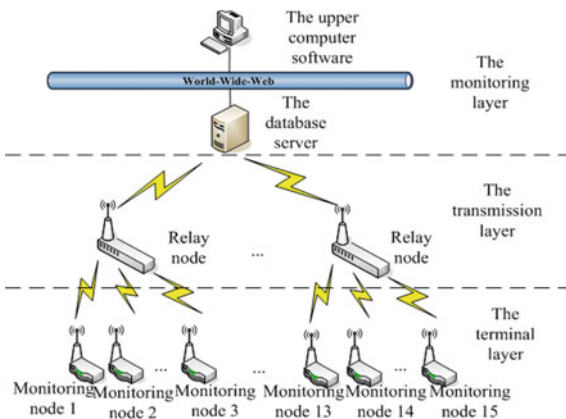 The upper
computer
software
World-Wide-Web
The
monitoring
layer
The
database
server
The
transmission
layer
Relay
node
...
Relay
node
The
terminal
layer
... ... ...
Monitoring
node 1
Monitoring
node 2
Monitoring
node 3
Monitoring
node 13
Monitoring
node 14
Monitoring
node 15